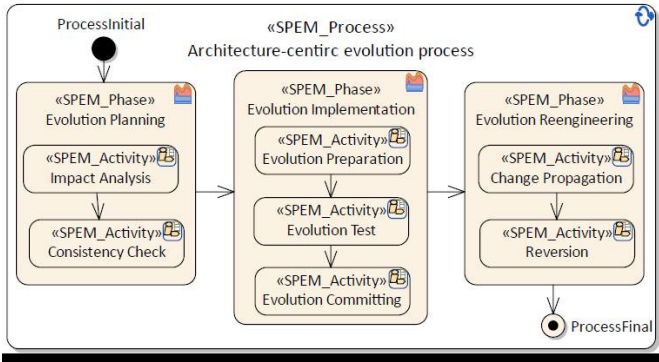 ProcessInitial
«SPEM_Process»
Architecture-centirc evolution process
«SPEM_Phase»
Evolution Planning
«SPEM_Activity»
Impact Analysis
«SPEM_Activity»
Consistency Check
«SPEM_Phase»
Evolution Implementation
«SPEM_Activity»
Evolution Preparation
«SPEM_Activity»
Evolution Test
«SPEM_Activity»
Evolution Committing
«SPEM_Phase»
Evolution Reengineering
«SPEM_Activity»
Change Propagation
«SPEM_Activity»
Reversion
ProcessFinal